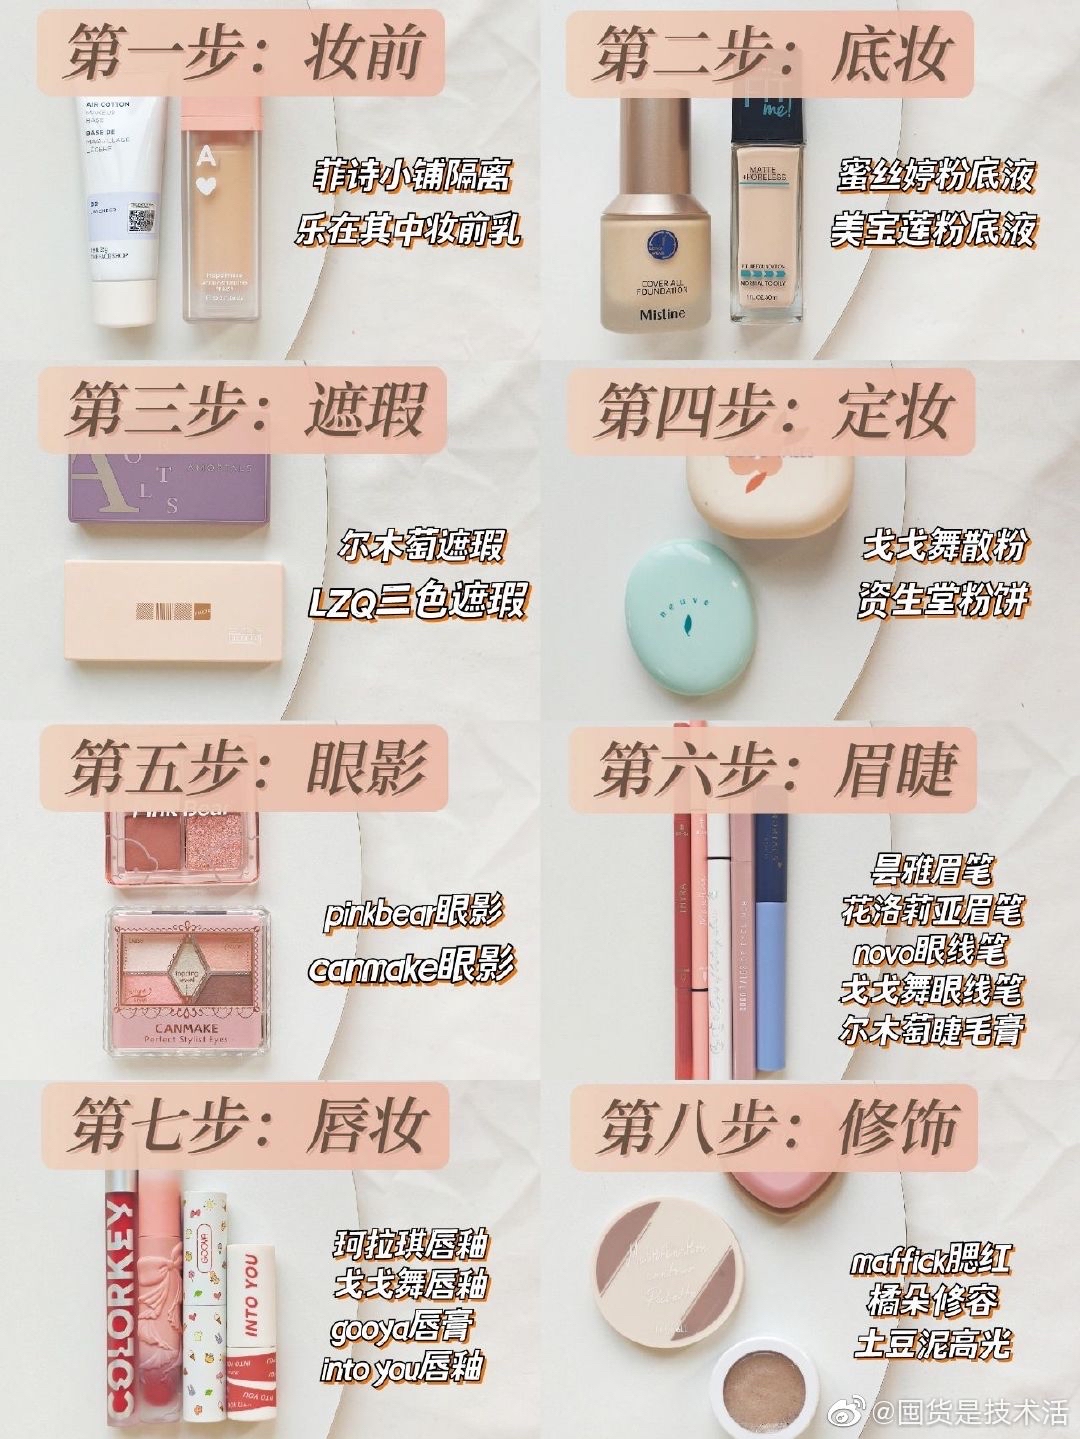 第一步：妆前
AIR COTTON
MAKEUP
BASE
BASE DE
MAQUILLAGE
A
菲诗小铺隔离
乐在其中妆前乳
第二步：底妆
FIT
me!
MATTE
+PORELESS
NORMAL TO OILY
COVER ALL
FOUNDATION
Mistine
蜜丝婷粉底液
美宝莲粉底液
第三步：遮瑕
AMORTALS
尔木萄遮瑕
LZQ三色遮瑕
第四步：定妆
neuve
戈戈舞散粉
资生堂粉饼
第五步：眼影
Pink Bear
CANMAKE
Perfect Stylist Eyes
pinkbear眼影
canmake眼影
第六步：眉睫
昙雅眉笔
花洛莉亚眉笔
novo眼线笔
戈戈舞眼线笔
尔木萄睫毛膏
第七步：唇妆
COLORKEY
GOOYA
INTO YOU
珂拉琪唇釉
戈戈舞唇釉
gooya唇膏
into you唇釉
第八步：修饰
maffick腮红
橘朵修容
土豆泥高光
@囤货是技术活